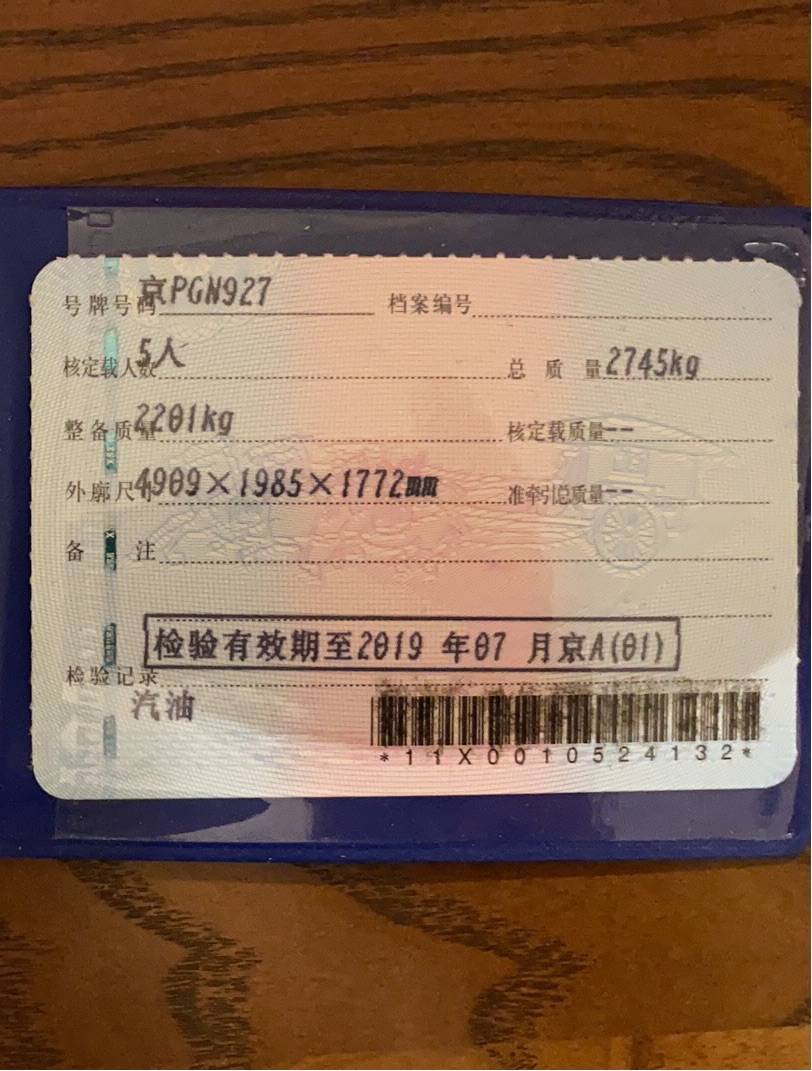 号牌号码 京PGN927 档案编号
核定载人数 5人 总质量 2745kg
整备质量 2201kg 核定载质量 --
外廓尺寸 4909×1985×1772mm 准牵引总质量 --
备注
检验有效期至2019年07月京A(01)
检验记录
汽油
*11X0010524132*